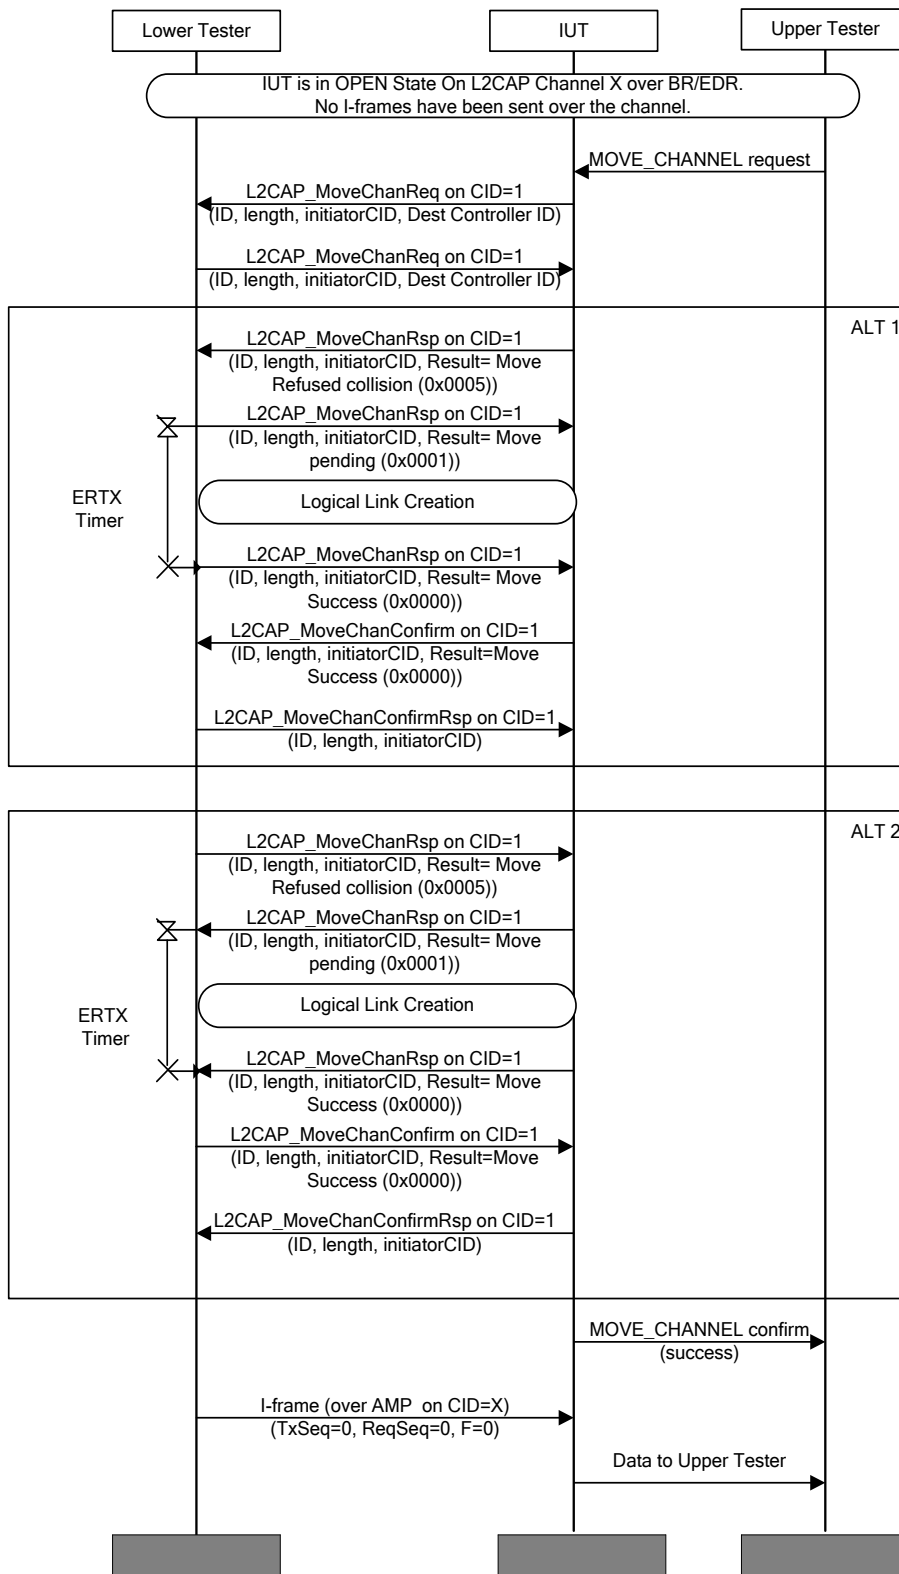 Lower Tester
IUT
Upper Tester
IUT is in OPEN State On L2CAP Channel X over BR/EDR.
No I-frames have been sent over the channel.
MOVE_CHANNEL request
L2CAP_MoveChanReq on CID=1
(ID, length, initiatorCID, Dest Controller ID)
L2CAP_MoveChanReq on CID=1
(ID, length, initiatorCID, Dest Controller ID)
ALT 1
L2CAP_MoveChanRsp on CID=1
(ID, length, initiatorCID, Result= Move
Refused collision (0x0005))
L2CAP_MoveChanRsp on CID=1
(ID, length, initiatorCID, Result= Move
pending (0x0001))
ERTX
Timer
Logical Link Creation
L2CAP_MoveChanRsp on CID=1
(ID, length, initiatorCID, Result= Move
Success (0x0000))
L2CAP_MoveChanConfirm on CID=1
(ID, length, initiatorCID, Result=Move
Success (0x0000))
L2CAP_MoveChanConfirmRsp on CID=1
(ID, length, initiatorCID)
ALT 2
L2CAP_MoveChanRsp on CID=1
(ID, length, initiatorCID, Result= Move
Refused collision (0x0005))
L2CAP_MoveChanRsp on CID=1
(ID, length, initiatorCID, Result= Move
pending (0x0001))
ERTX
Timer
Logical Link Creation
L2CAP_MoveChanRsp on CID=1
(ID, length, initiatorCID, Result= Move
Success (0x0000))
L2CAP_MoveChanConfirm on CID=1
(ID, length, initiatorCID, Result=Move
Success (0x0000))
L2CAP_MoveChanConfirmRsp on CID=1
(ID, length, initiatorCID)
MOVE_CHANNEL confirm
(success)
I-frame (over AMP on CID=X)
(TxSeq=0, ReqSeq=0, F=0)
Data to Upper Tester